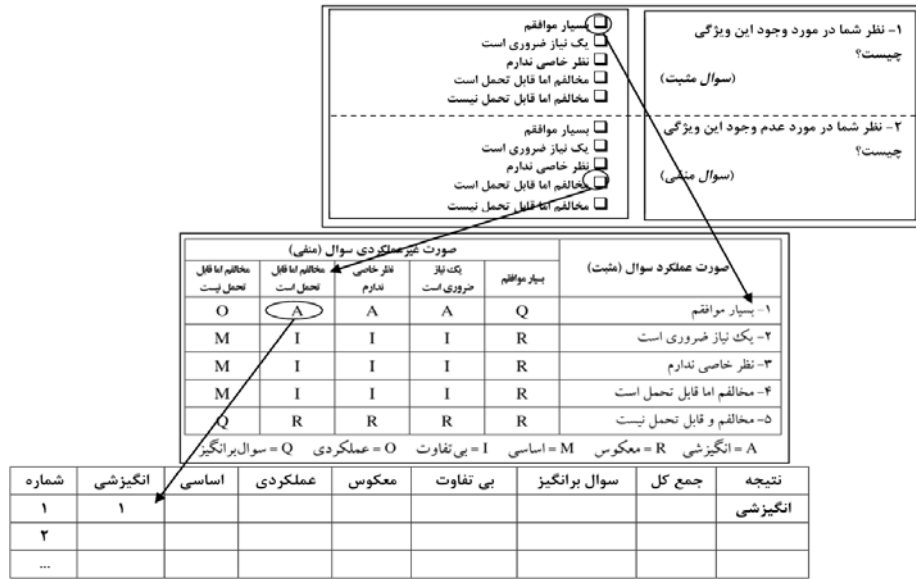 ۱- نظر شما در مورد وجود این ویژگی
چیست؟
(سوال مثبت)
بسیار موافقم
یک نیاز ضروری است
نظر خاصی ندارم
مخالفم اما قابل تحمل است
مخالفم اما قابل تحمل نیست
۲- نظر شما در مورد عدم وجود این ویژگی
چیست؟
(سوال منفی)
بسیار موافقم
یک نیاز ضروری است
نظر خاصی ندارم
مخالفم اما قابل تحمل است
مخالفم اما قابل تحمل نیست
صورت عملکرد سوال (مثبت)
صورت غیرعملکردی سوال (منفی)
بسیار موافقم
یک نیاز
ضروری است
نظر خاصی
ندارم
مخالفم اما قابل
تحمل است
مخالفم اما قابل
تحمل نیست
۱- بسیار موافقم Q A A A O
۲- یک نیاز ضروری است R I I I M
۳- نظر خاصی ندارم R I I I M
۴- مخالفم اما قابل تحمل است R I I I M
۵- مخالفم و قابل تحمل نیست R R R R Q
A = انگیزشی R = معکوس M = اساسی I = بی‌تفاوت O = عملکردی Q = سوال‌برانگیز
شماره انگیزشی اساسی عملکردی معکوس بی تفاوت سوال برانگیز جمع کل نتیجه
۱ ۱ انگیزشی
۲
...